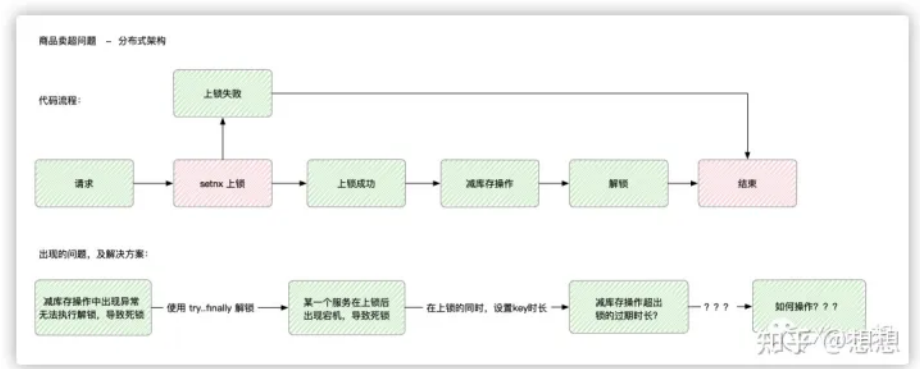 商品卖超问题 - 分布式架构
代码流程：
上锁失败
请求
setnx 上锁
上锁成功
减库存操作
解锁
结束
出现的问题，及解决方案：
减库存操作中出现异常
无法执行解锁，导致死锁
使用 try..finally 解锁
某一个服务在上锁后
出现宕机，导致死锁
在上锁的同时，设置key时长
减库存操作超出
锁的过期时长？
？？？
如何操作？？？
知乎 @想想